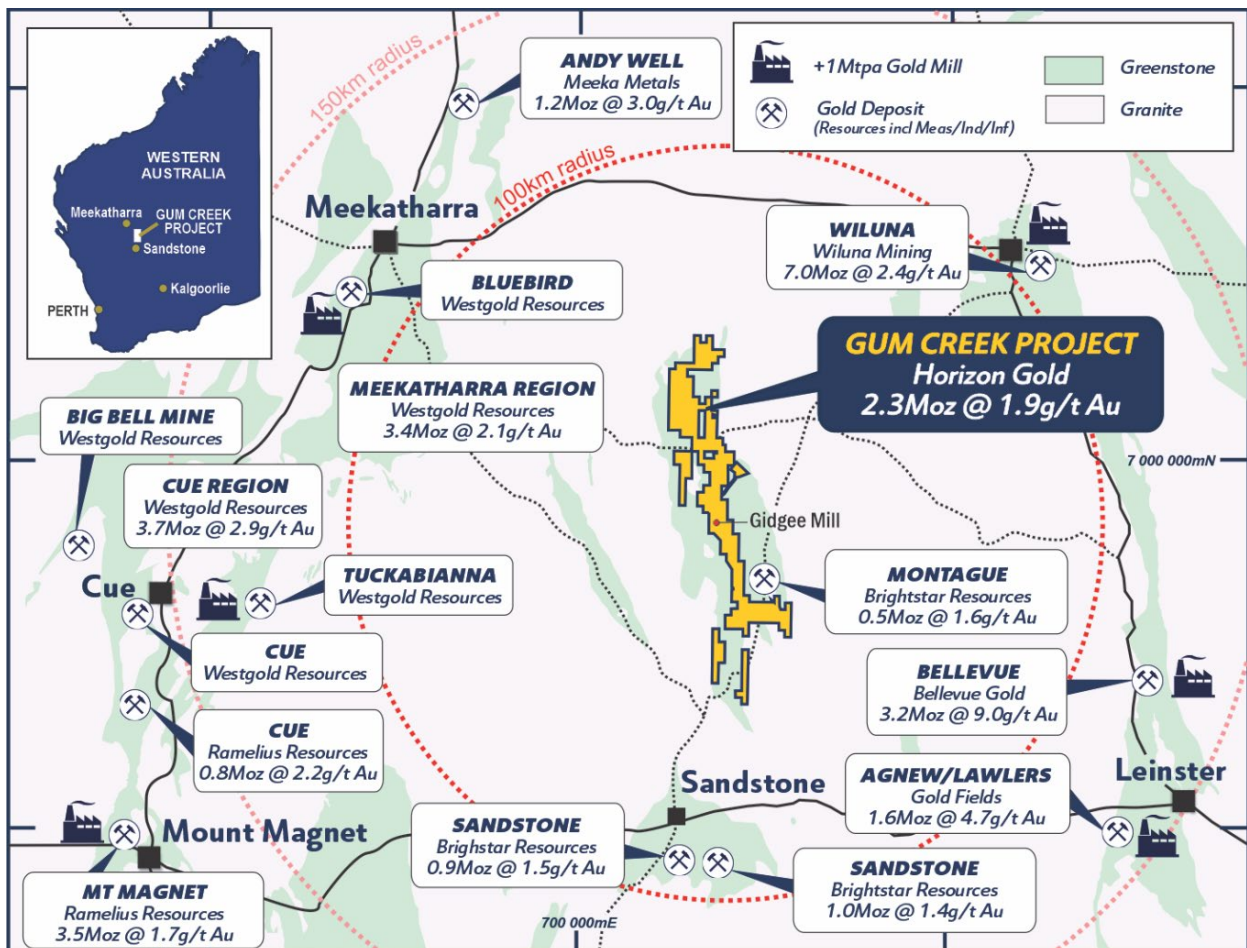 WESTERN
AUSTRALIA
Meekatharra
GUM CREEK
PROJECT
Sandstone
Kalgoorlie
PERTH
150km radius
100km radius
ANDY WELL
Meeka Metals
1.2Moz @ 3.0g/t Au
+1Mtpa Gold Mill
Gold Deposit
(Resources incl Meas/Ind/Inf)
Greenstone
Granite
Meekatharra
WILUNA
Wiluna Mining
7.0Moz @ 2.4g/t Au
BLUEBIRD
Westgold Resources
GUM CREEK PROJECT
Horizon Gold
2.3Moz @ 1.9g/t Au
MEEKATHARRA REGION
Westgold Resources
3.4Moz @ 2.1g/t Au
BIG BELL MINE
Westgold Resources
7 000 000mN
CUE REGION
Westgold Resources
3.7Moz @ 2.9g/t Au
Gidgee Mill
Cue
TUCKABIANNA
Westgold Resources
MONTAGUE
Brightstar Resources
0.5Moz @ 1.6g/t Au
CUE
Westgold Resources
BELLEVUE
Bellevue Gold
3.2Moz @ 9.0g/t Au
CUE
Ramelius Resources
0.8Moz @ 2.2g/t Au
Sandstone
AGNEW/LAWLERS
Gold Fields
1.6Moz @ 4.7g/t Au
Leinster
Mount Magnet
SANDSTONE
Brighstar Resources
0.9Moz @ 1.5g/t Au
SANDSTONE
Brightstar Resources
1.0Moz @ 1.4g/t Au
MT MAGNET
Ramelius Resources
3.5Moz @ 1.7g/t Au
700 000mE